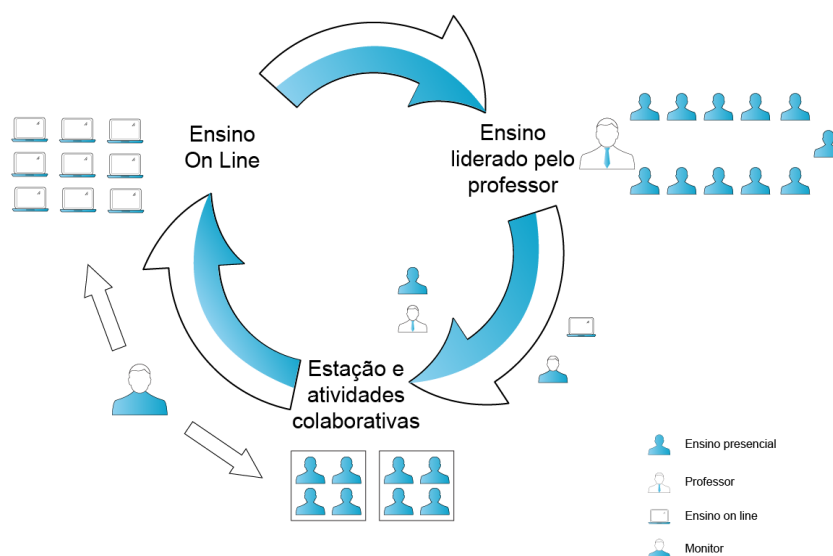 Ensino
On Line
Ensino
liderado pelo
professor
Estação e
atividades
colaborativas
Ensino presencial
Professor
Ensino on line
Monitor